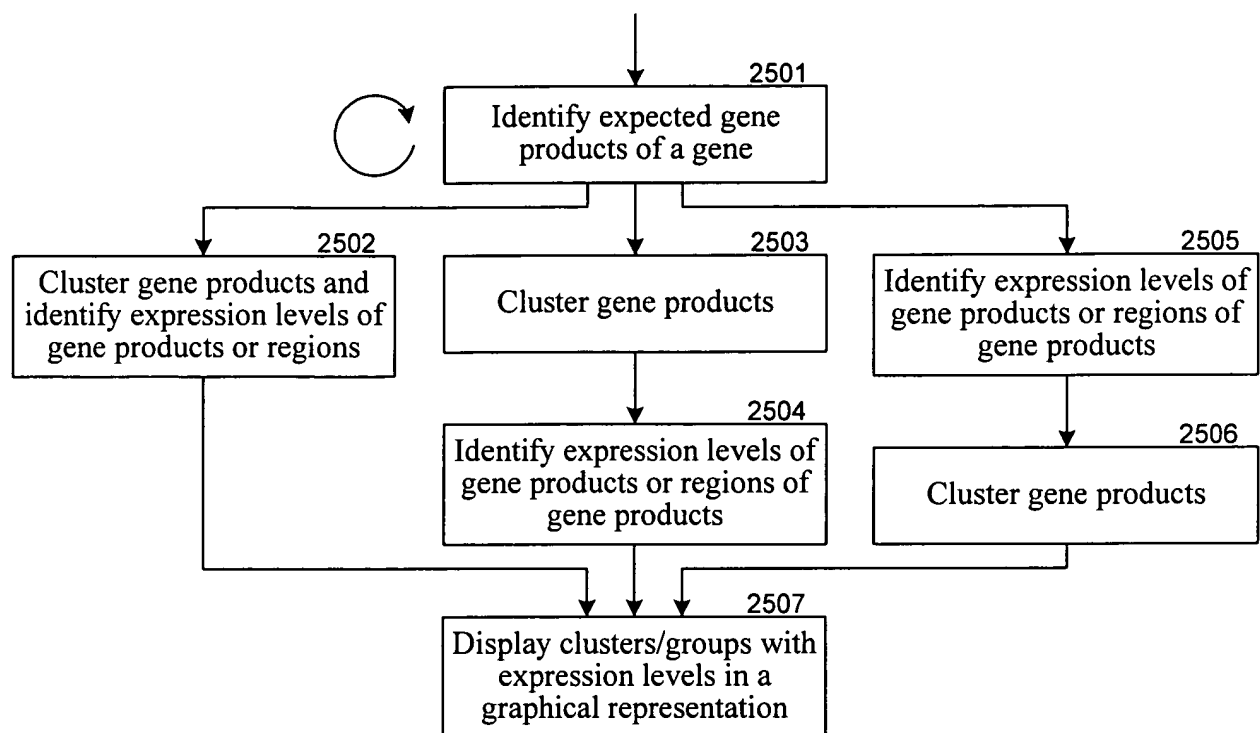 2501
Identify expected gene
products of a gene
2502
Cluster gene products and
identify expression levels of
gene products or regions
2503
Cluster gene products
2505
Identify expression levels of
gene products or regions of
gene products
2504
Identify expression levels of
gene products or regions of
gene products
2506
Cluster gene products
2507
Display clusters/groups with
expression levels in a
graphical representation